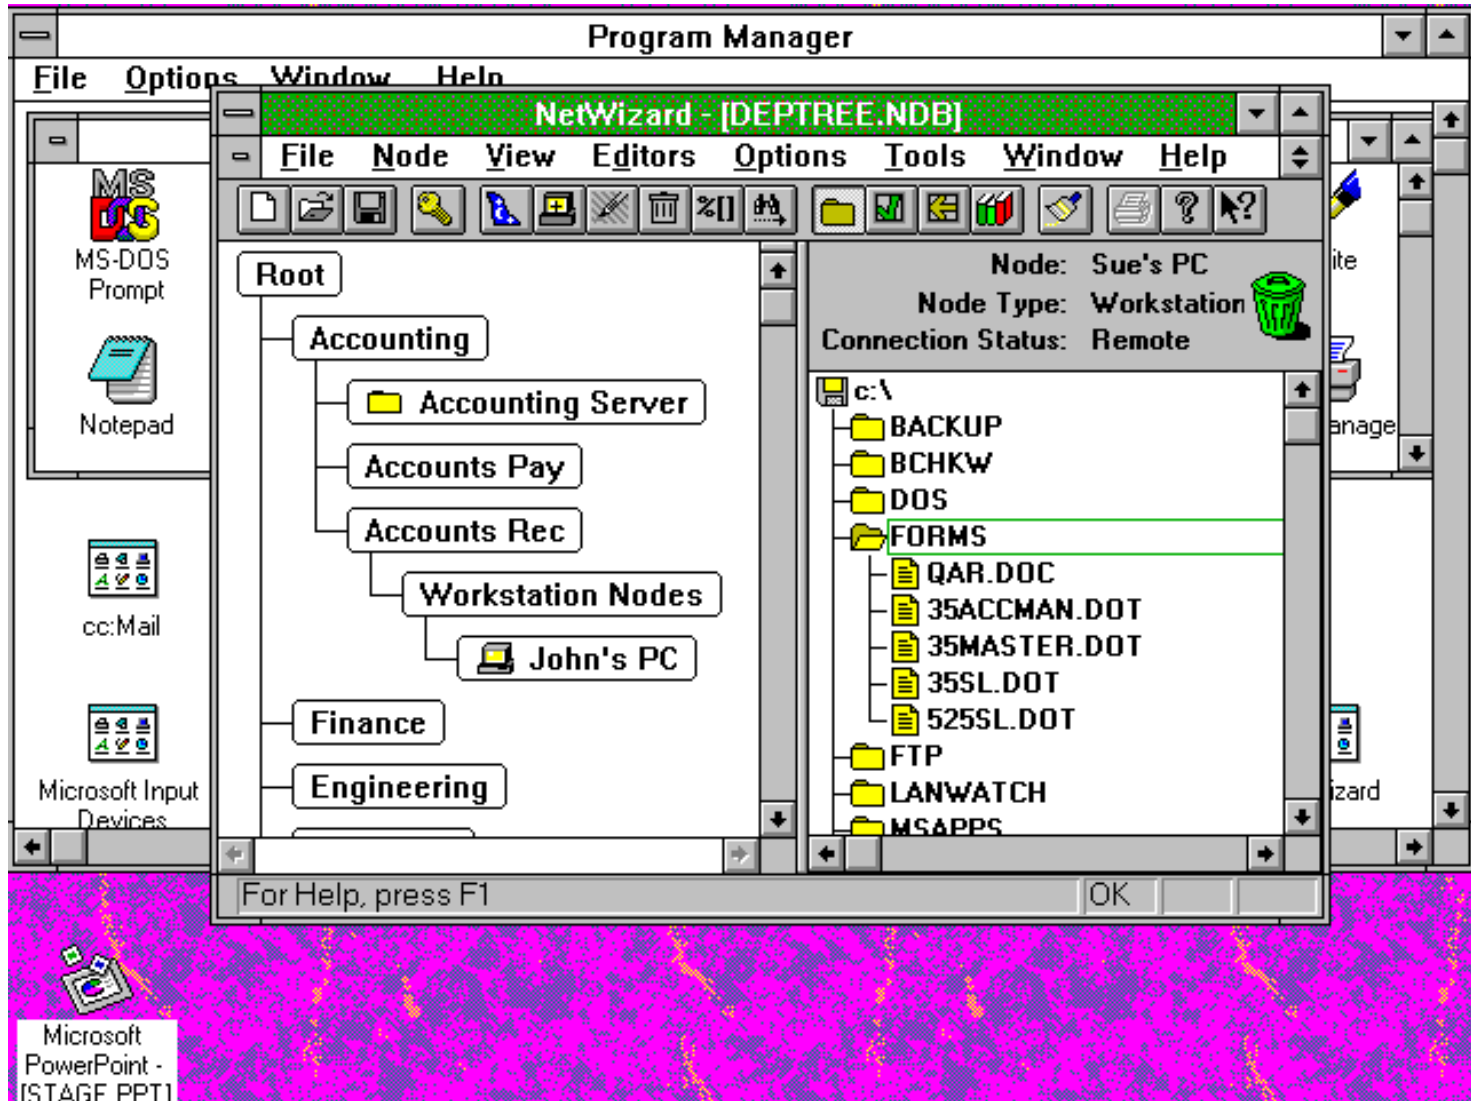 Program Manager
File Options Window Help
NetWizard - [DEPTREE.NDB]
File Node View Editors Options Tools Window Help
%[]
? ?
MS
DOS
MS-DOS
Prompt
Notepad
cc:Mail
Microsoft Input
Devices
Root
Accounting
Accounting Server
Accounts Pay
Accounts Rec
Workstation Nodes
John's PC
Finance
Engineering
Node: Sue's PC
Node Type: Workstation
Connection Status: Remote
c:\
BACKUP
BCHKW
DOS
FORMS
QAR.DOC
35ACCMAN.DOT
35MASTER.DOT
35SL.DOT
525SL.DOT
FTP
LANWATCH
MSAPPS
ite
anage
izard
For Help, press F1
OK
Microsoft
PowerPoint -
[STAGE.PPT]